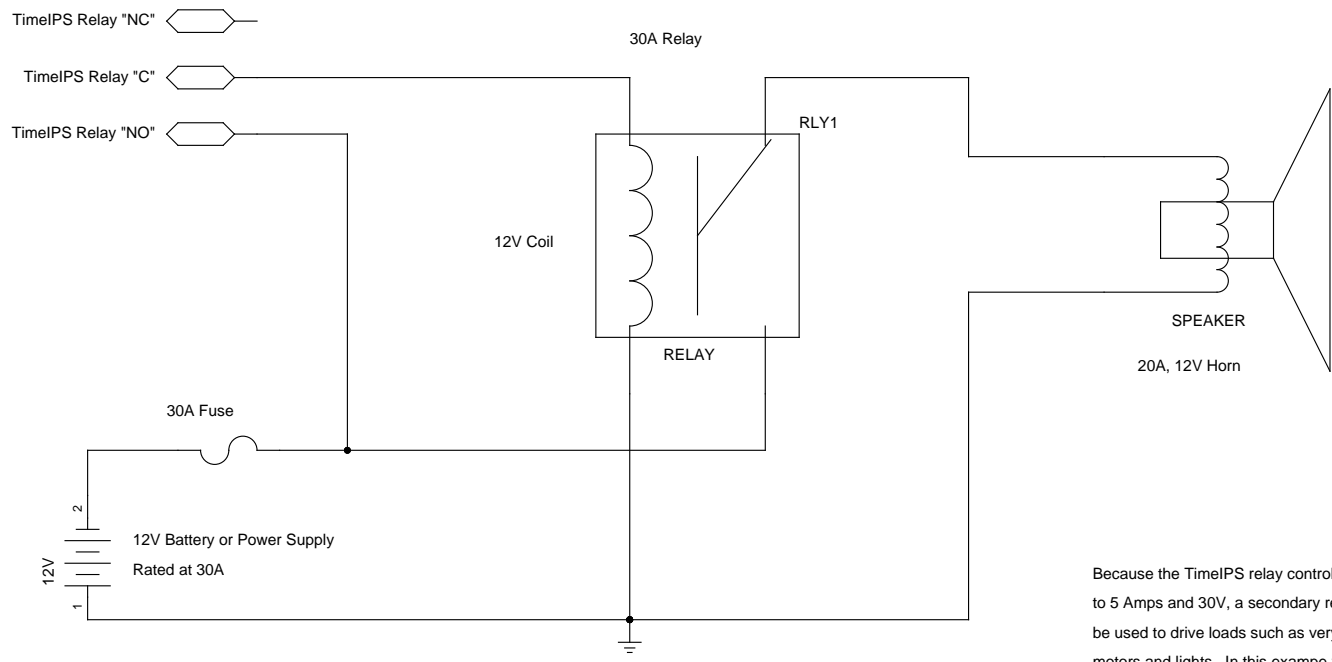 TimeIPS Relay "NC"
30A Relay
TimeIPS Relay "C"
TimeIPS Relay "NO"
RLY1
12V Coil
SPEAKER
RELAY
20A, 12V Horn
30A Fuse
2
12V Battery or Power Supply
12V
Rated at 30A
1
Because the TimeIPS relay control
to 5 Amps and 30V, a secondary re
be used to drive loads such as very
motors and lights. In this exampe